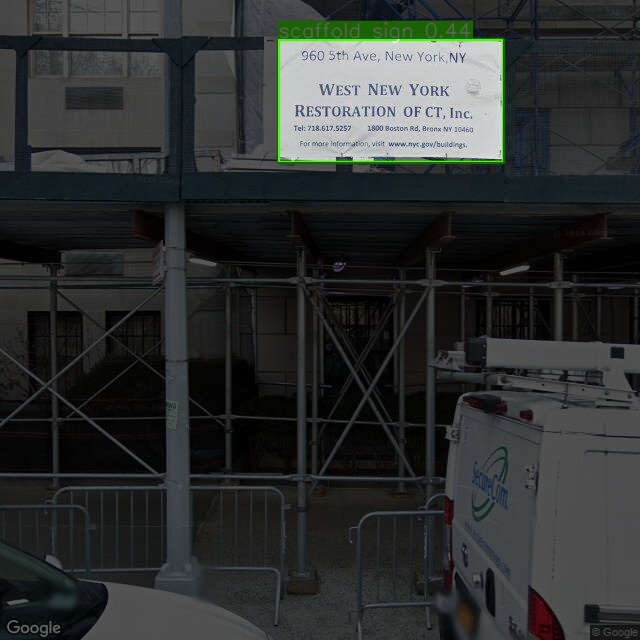 scaffold sign 0.44
960 5th Ave, New York,NY
WEST NEW YORK
RESTORATION OF CT, INC.
Tel: 718.617.5257 1800 Boston Rd, Bronx NY 10460
For more information, visit www.nyc.gov/buildings.
SecureCom
Google
© Google